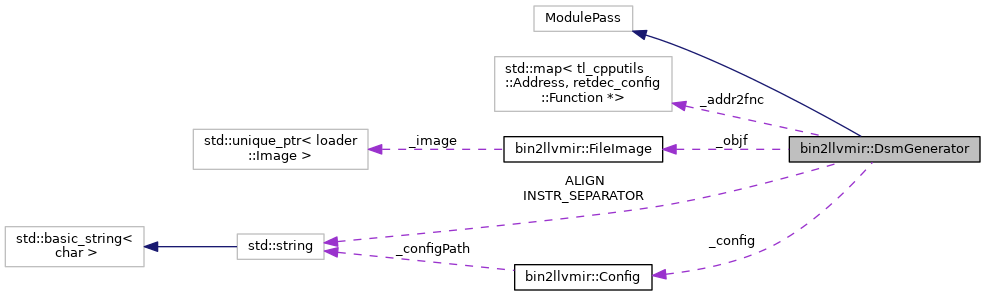 ModulePass
std::map< tl_cpputils
::Address, retdec_config
::Function *>
_addr2fnc
std::unique_ptr< loader
::Image >
_image
bin2llvmir::FileImage
_objf
bin2llvmir::DsmGenerator
ALIGN
INSTR_SEPARATOR
std::basic_string<
char >
std::string
_configPath
_config
bin2llvmir::Config